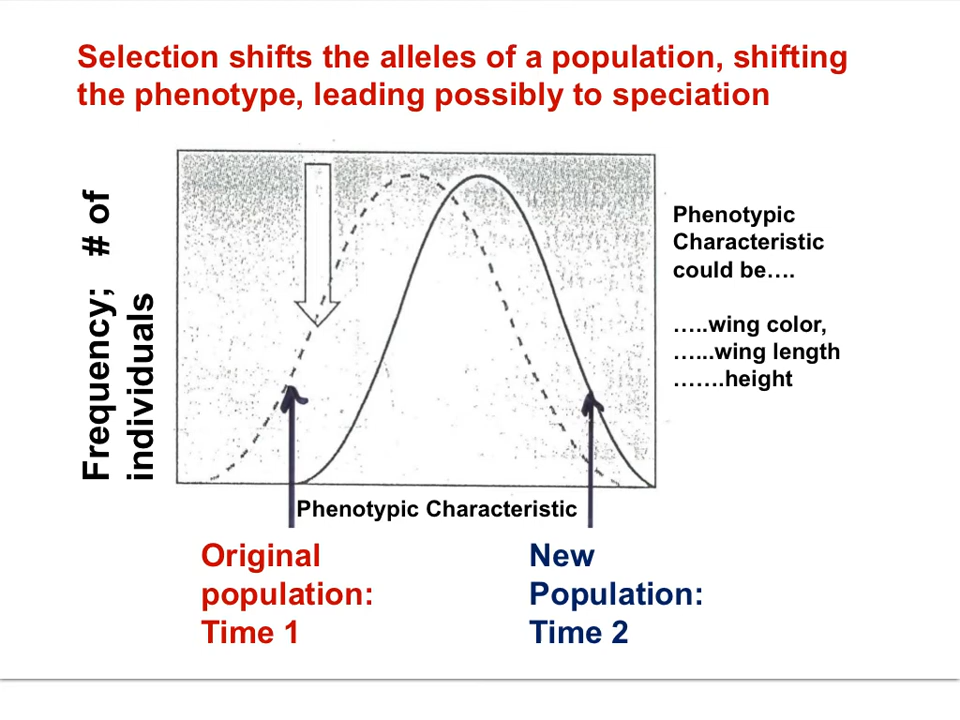 Selection shifts the alleles of a population, shifting
the phenotype, leading possibly to speciation
Frequency; # of
individuals
Phenotypic
Characteristic
could be….
…..wing color,
…...wing length
…….height
Phenotypic Characteristic
Original
population:
Time 1
New
Population:
Time 2